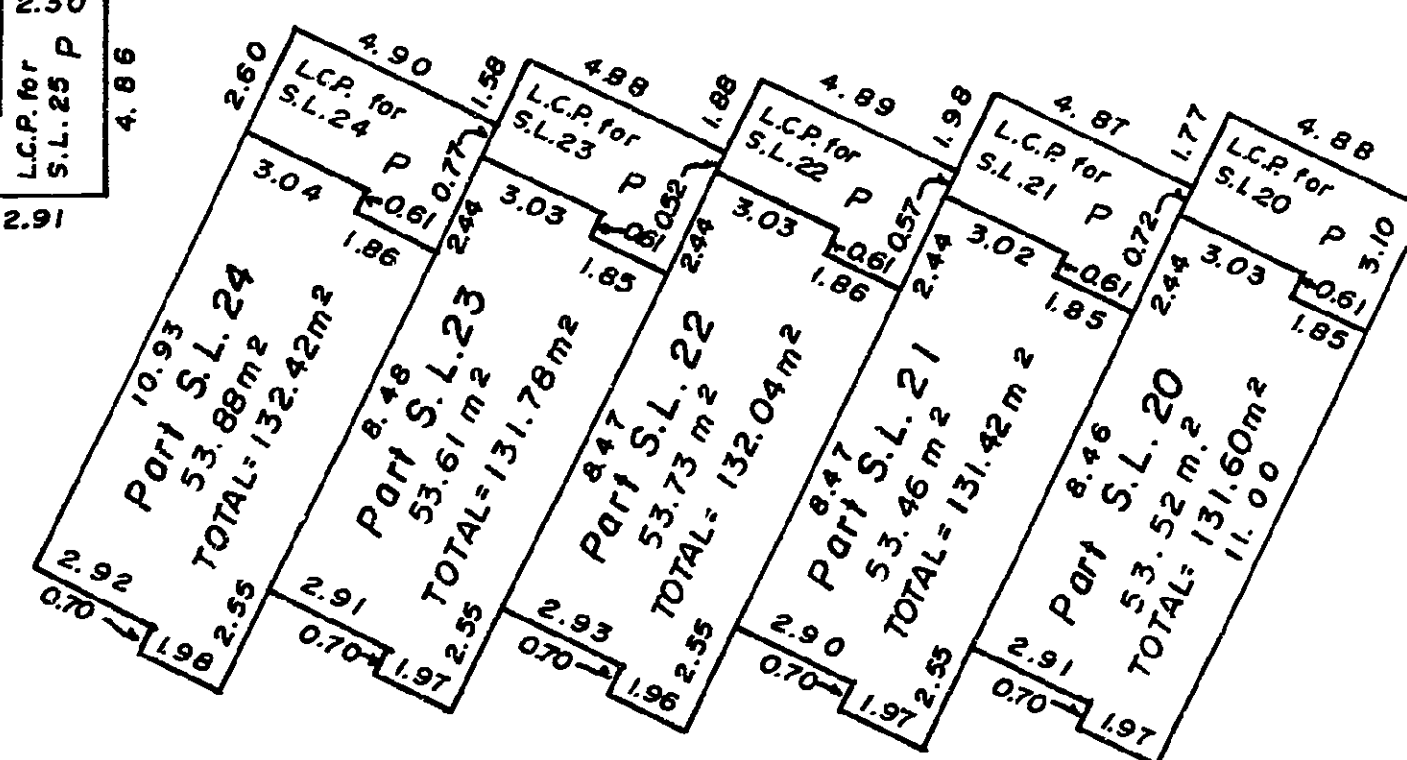 2.30
L.C.P. for
S.L.25 P
4.86
2.91
2.60
4.90
L.C.P. for
S.L.24
P
1.58
0.77
3.04
0.61
1.86
2.44
10.93
Part S.L. 24
53.88m2
TOTAL=132.42m2
2.92
0.70
1.98
2.55
4.88
L.C.P. for
S.L.23
P
1.88
0.52
3.03
0.61
1.85
2.44
8.48
Part S.L.23
53.61 m2
TOTAL=131.78m2
2.91
0.70
1.97
2.55
4.89
L.C.P. for
S.L.22
P
1.98
0.57
3.03
0.61
1.86
2.44
8.47
Part S.L. 22
53.73 m2
TOTAL= 132.04m2
2.93
0.70
1.96
2.55
4.87
L.C.P. for
S.L.21
P
1.77
0.72
3.02
0.61
1.85
2.44
8.47
Part S.L. 21
53.46 m2
TOTAL= 131.42m2
2.90
0.70
1.97
2.55
4.88
L.C.P. for
S.L.20
P
3.10
3.03
0.61
1.85
8.46
Part S.L. 20
53.52 m.2
TOTAL= 131.60m2
11.00
2.91
0.70
1.97